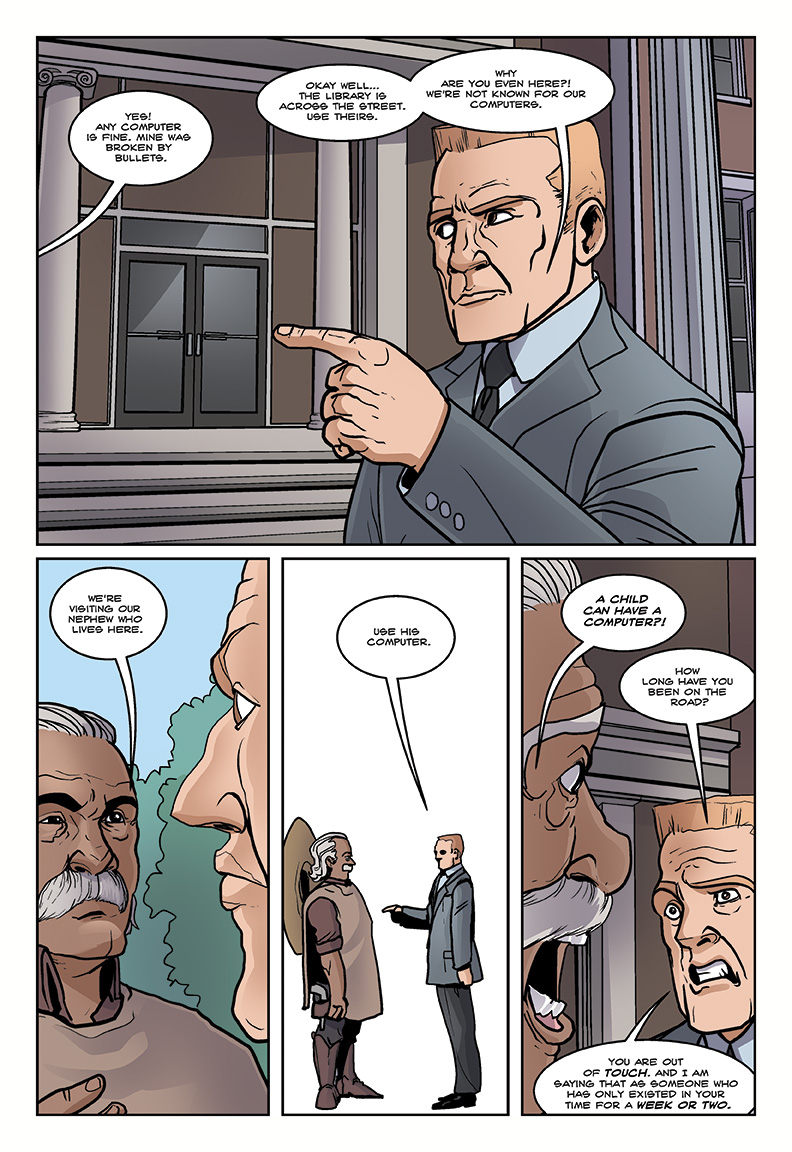 YES!
ANY COMPUTER
IS FINE. MINE WAS
BROKEN BY
BULLETS.
OKAY WELL...
THE LIBRARY IS
ACROSS THE STREET.
USE THEIRS.
WHY
ARE YOU EVEN HERE?!
WE'RE NOT KNOWN FOR OUR
COMPUTERS.
WE'RE
VISITING OUR
NEPHEW WHO
LIVES HERE.
USE HIS
COMPUTER.
A CHILD
CAN HAVE A
COMPUTER?!
HOW
LONG HAVE YOU
BEEN ON THE
ROAD?
YOU ARE OUT
OF TOUCH. AND I AM
SAYING THAT AS SOMEONE WHO
HAS ONLY EXISTED IN YOUR
TIME FOR A WEEK OR TWO.